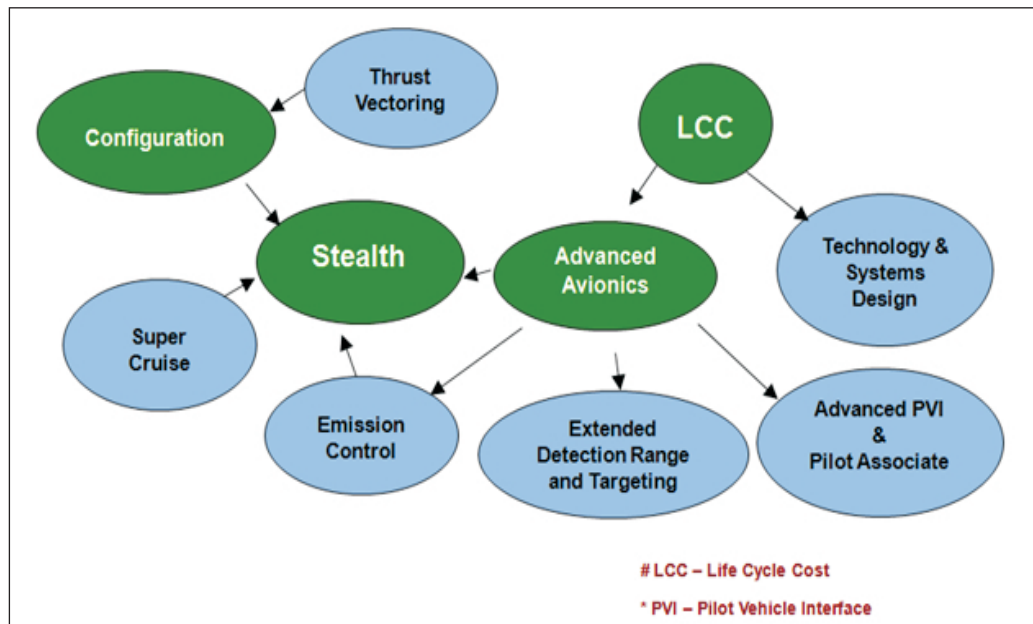 Thrust
Vectoring
Configuration
LCC
Stealth
Advanced
Avionics
Technology &
Systems
Design
Super
Cruise
Emission
Control
Extended
Detection Range
and Targeting
Advanced PVI
&
Pilot Associate
# LCC – Life Cycle Cost
* PVI – Pilot Vehicle Interface